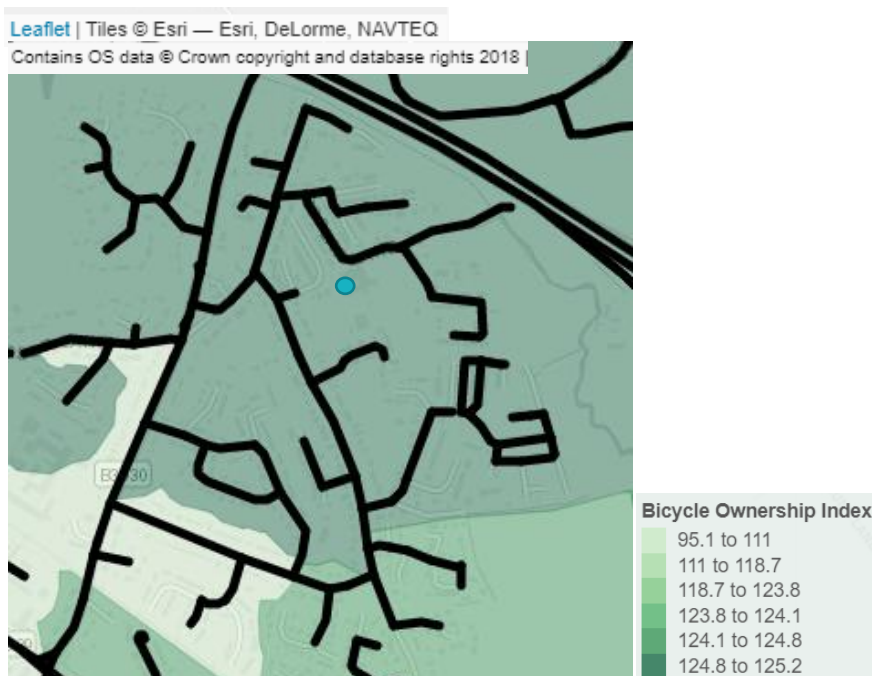 Leaflet | Tiles © Esri — Esri, DeLorme, NAVTEQ
Contains OS data © Crown copyright and database rights 2018 |
Bicycle Ownership Index
95.1 to 111
111 to 118.7
118.7 to 123.8
123.8 to 124.1
124.1 to 124.8
124.8 to 125.2